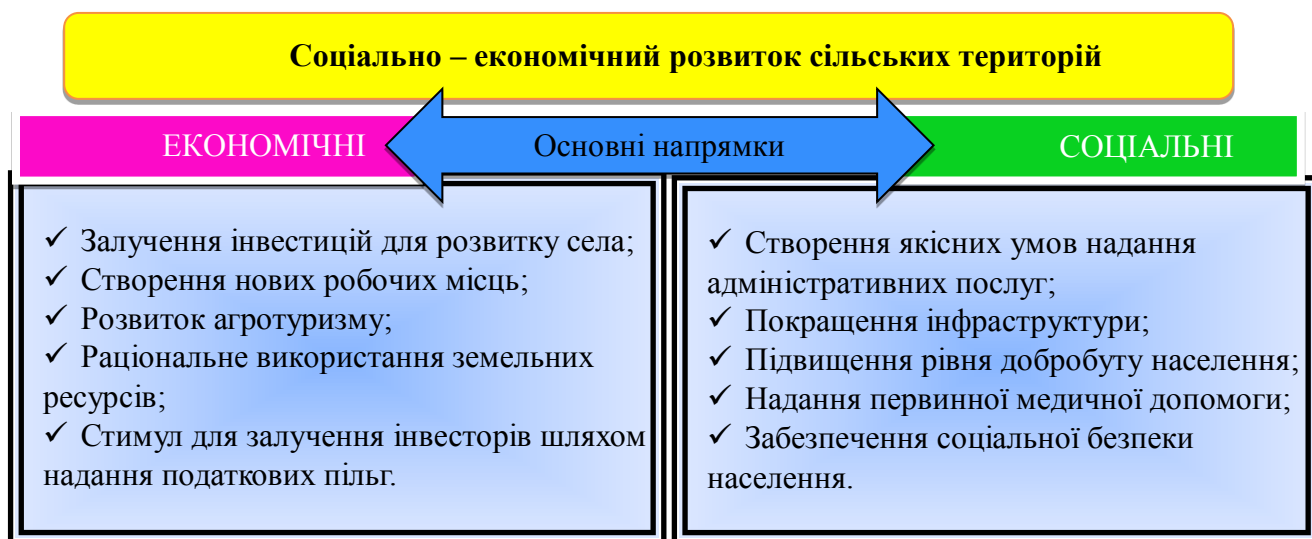 Соціально – економічний розвиток сільських територій
ЕКОНОМІЧНІ
Основні напрямки
СОЦІАЛЬНІ
✓ Залучення інвестицій для розвитку села;
✓ Створення нових робочих місць;
✓ Розвиток агротуризму;
✓ Раціональне використання земельних
ресурсів;
✓ Стимул для залучення інвесторів шляхом
надання податкових пільг.
✓ Створення якісних умов надання
адміністративних послуг;
✓ Покращення інфраструктури;
✓ Підвищення рівня добробуту населення;
✓ Надання первинної медичної допомоги;
✓ Забезпечення соціальної безпеки
населення.